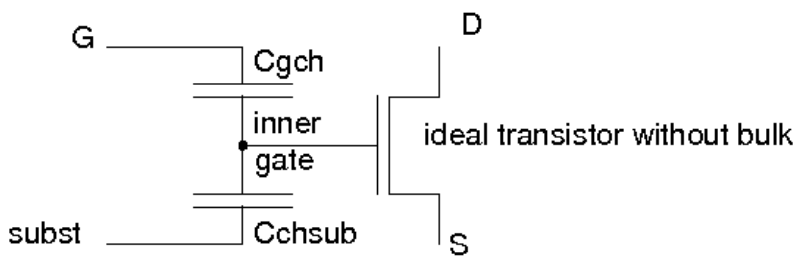 G
D
Cgch
inner
gate
ideal transistor without bulk
subst
Cchsub
S